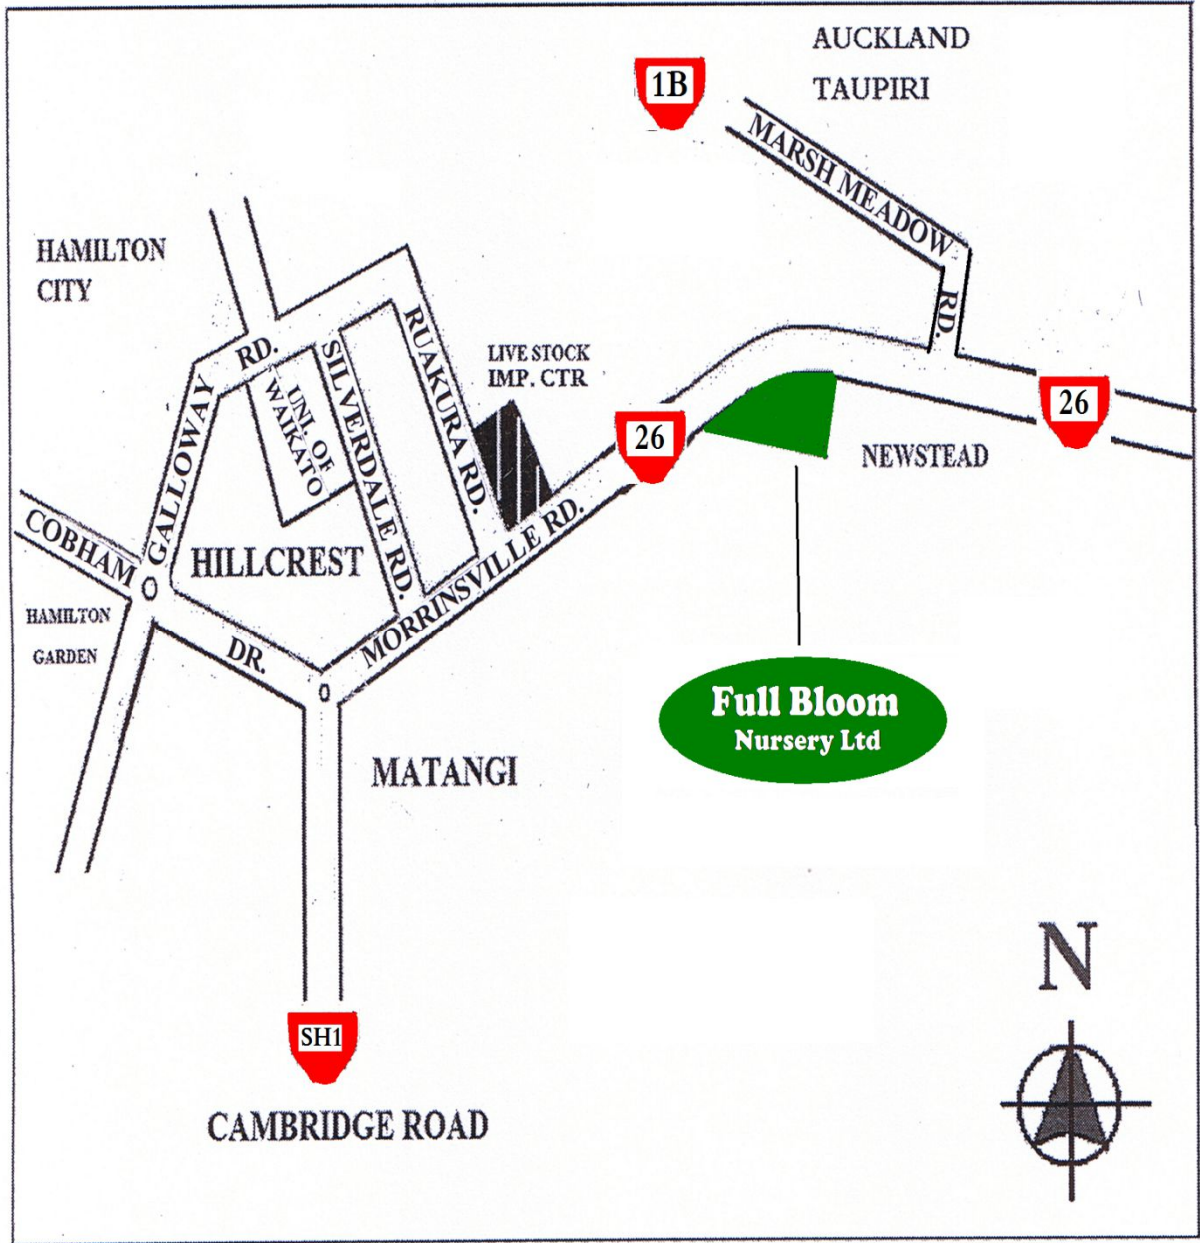 AUCKLAND
TAUPIRI
1B
MARSH MEADOW
RD.
HAMILTON
CITY
GALLOWAY
RD.
UNI. OF
WAIKATO
SILVERDALE RD.
RUAKURA RD.
LIVE STOCK
IMP. CTR
26
26
NEWSTEAD
COBHAM
DR.
HILLCREST
MORRINSVILLE RD.
HAMILTON
GARDEN
Full Bloom
Nursery Ltd
MATANGI
SH1
CAMBRIDGE ROAD
N